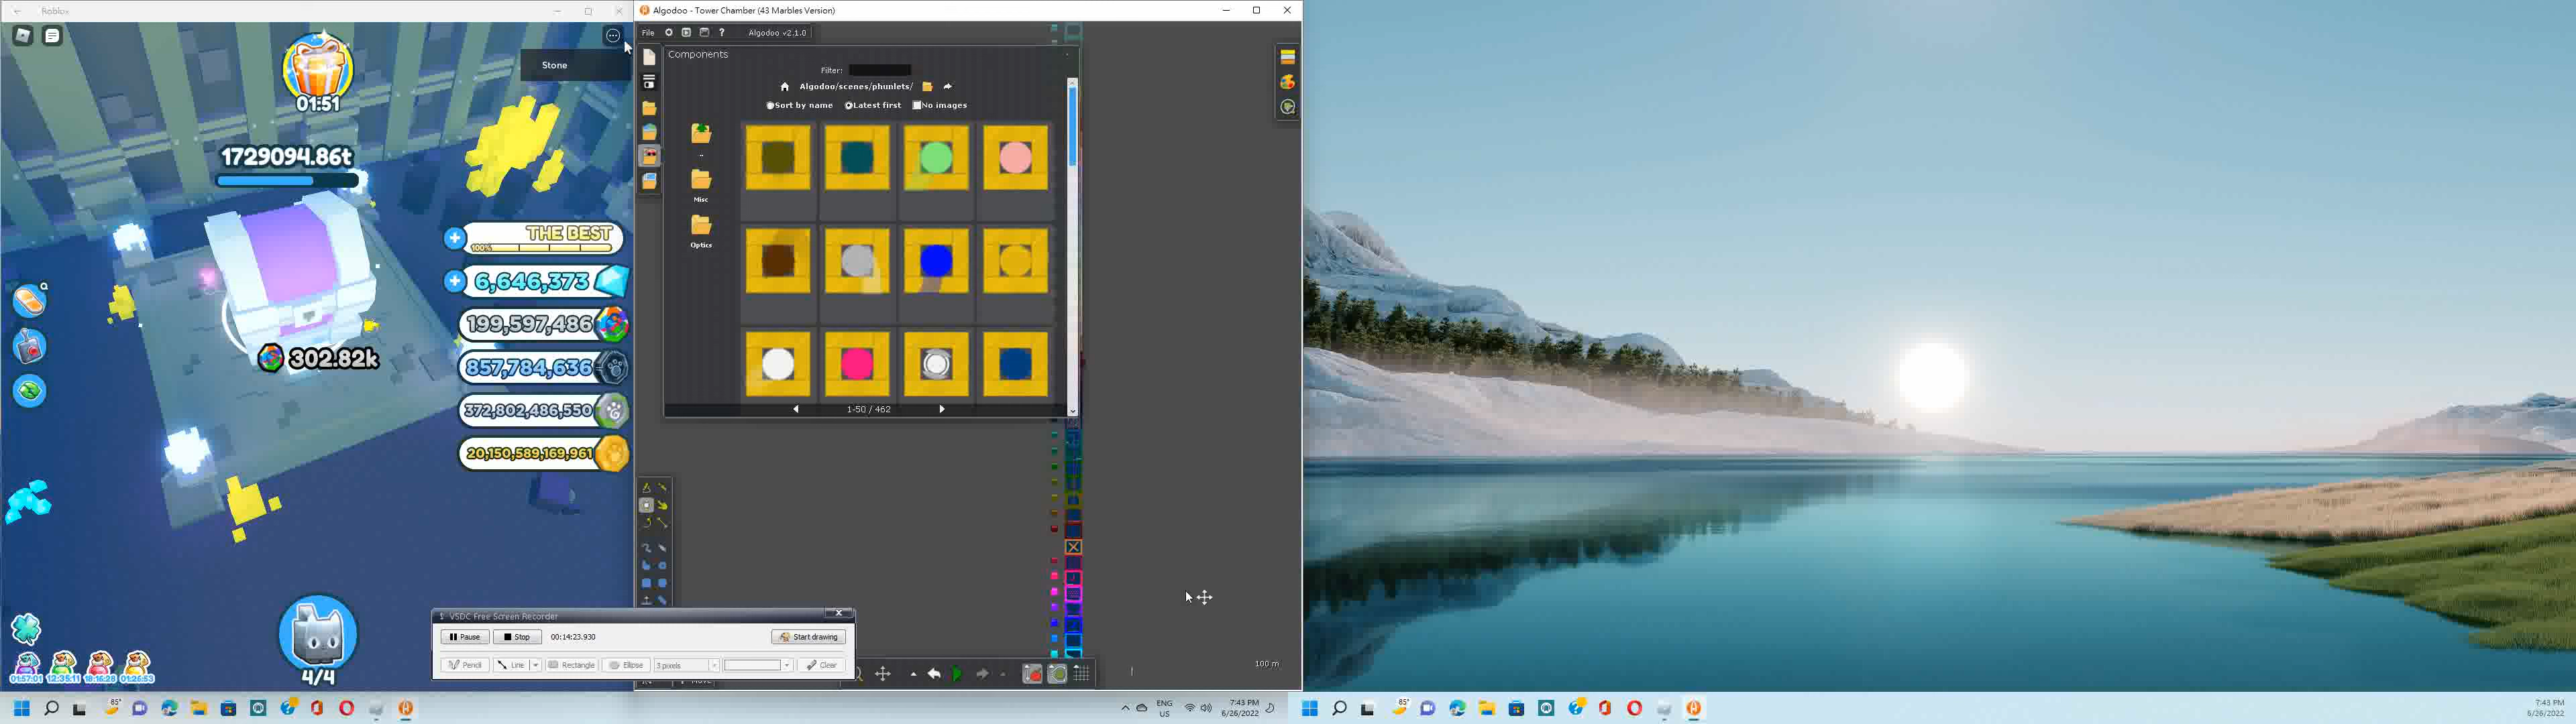 Roblox
Stone
01:51
1729094.86t
THE BEST
100%
6,646,373
199,597,486
302.82k
857,784,636
372,802,486,550
20,150,589,169,961
4/4
01:57:01 12:35:11 18:16:28 01:26:53
Algodoo - Tower Chamber (43 Marbles Version)
File ? Algodoo v2.1.0
Components
Filter:
Algodoo/scenes/phunlets/
Sort by name Latest first No images
..
Misc
Optics
1-50 / 462
100 m
VSDC Free Screen Recorder
Pause Stop 00:14:23.930 Start drawing
Pencil Line Rectangle Ellipse 3 pixels Clear
85°
ENG
US
7:43 PM
6/26/2022
85°
7:43 PM
6/26/2022